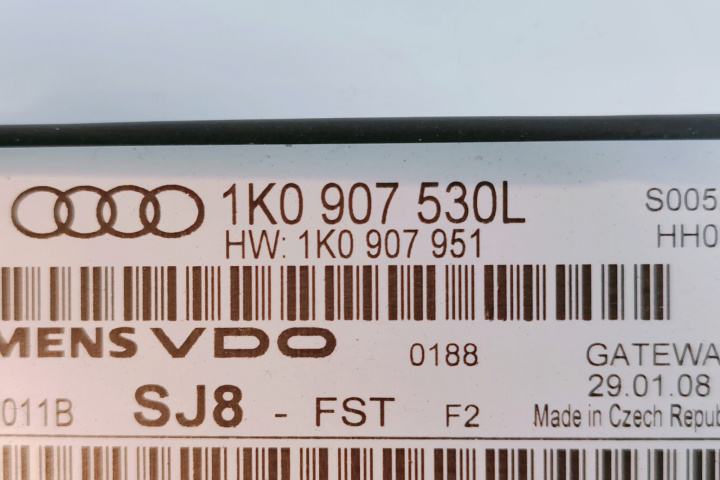 1K0 907 530L
S005
HW: 1K0 907 951
HH0
MENS VDO
0188
GATEWA
29.01.08
011B
SJ8 - FST F2
Made in Czech Repub